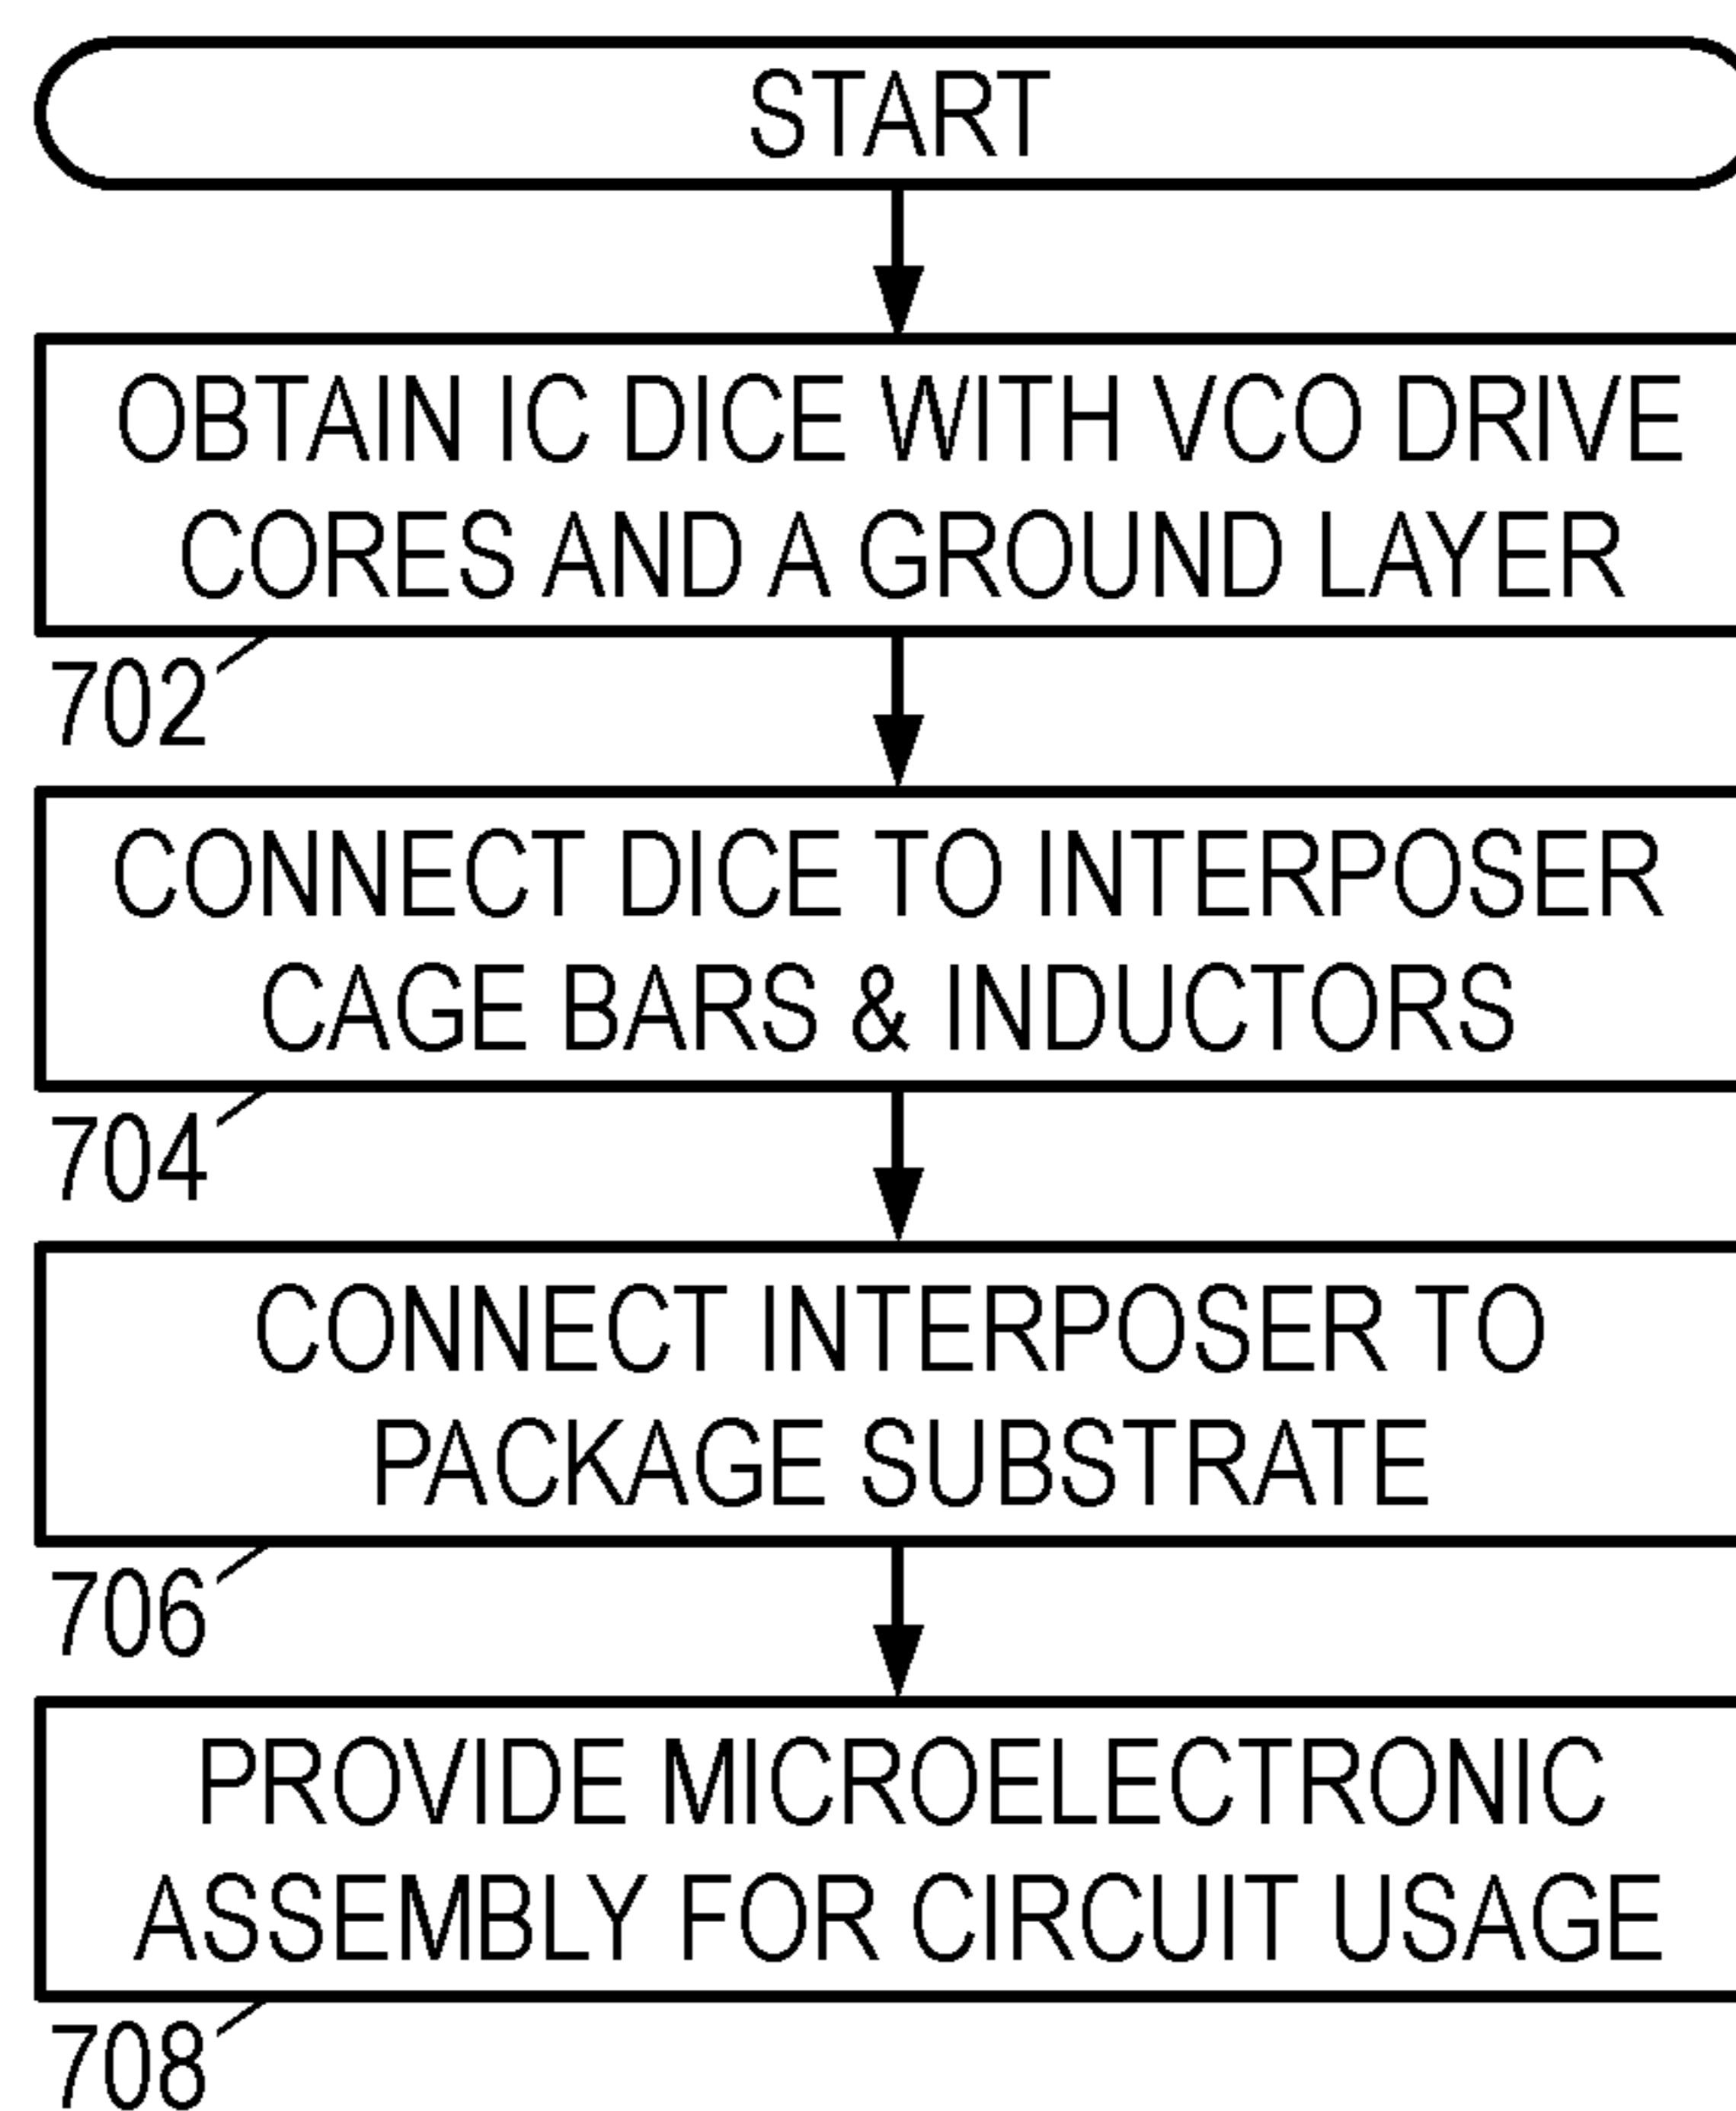 START
OBTAIN IC DICE WITH VCO DRIVE
CORES AND A GROUND LAYER
702
CONNECT DICE TO INTERPOSER
CAGE BARS & INDUCTORS
704
CONNECT INTERPOSER TO
PACKAGE SUBSTRATE
706
PROVIDE MICROELECTRONIC
ASSEMBLY FOR CIRCUIT USAGE
708